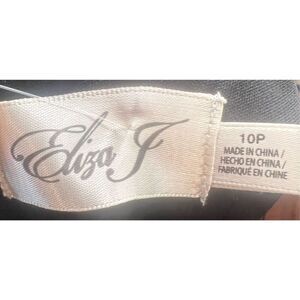 Eliza J
10P
MADE IN CHINA /
HECHO EN CHINA /
FABRIQUÉ EN CHINE